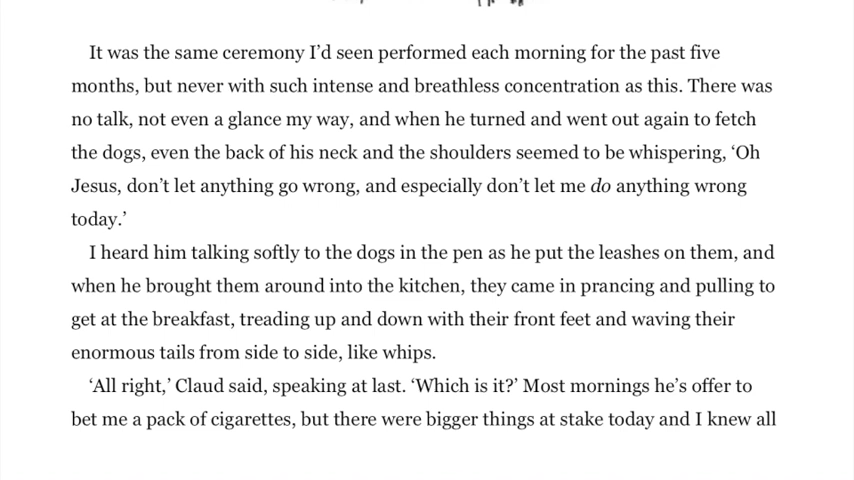 It was the same ceremony I’d seen performed each morning for the past five
months, but never with such intense and breathless concentration as this. There was
no talk, not even a glance my way, and when he turned and went out again to fetch
the dogs, even the back of his neck and the shoulders seemed to be whispering, ‘Oh
Jesus, don’t let anything go wrong, and especially don’t let me do anything wrong
today.’
I heard him talking softly to the dogs in the pen as he put the leashes on them, and
when he brought them around into the kitchen, they came in prancing and pulling to
get at the breakfast, treading up and down with their front feet and waving their
enormous tails from side to side, like whips.
‘All right,’ Claud said, speaking at last. ‘Which is it?’ Most mornings he’s offer to
bet me a pack of cigarettes, but there were bigger things at stake today and I knew all